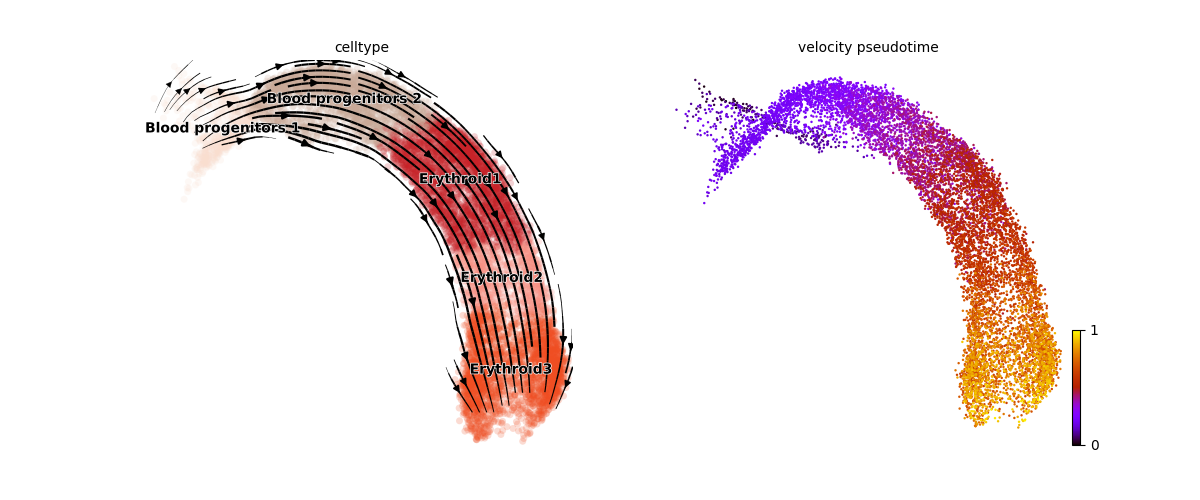 celltype
velocity pseudotime
Blood progenitors 2
Blood progenitors 1
Erythroid1
Erythroid2
Erythroid3
1
0